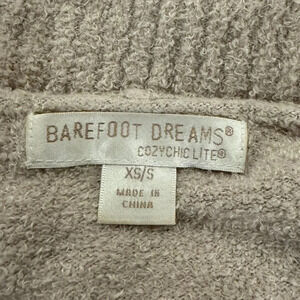 BAREFOOT DREAMS®
COZYCHIC LITE®
XS/S
MADE IN
CHINA